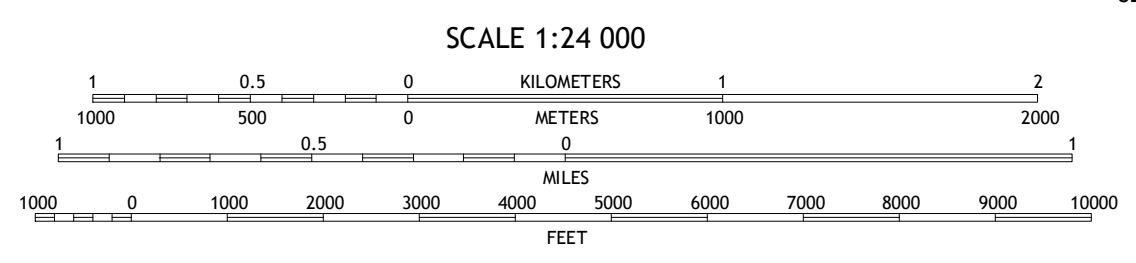 SCALE 1:24 000
1 0.5 0 KILOMETERS 1 2
1000 500 0 METERS 1000 2000
1 0.5 0 1
MILES
1000 0 1000 2000 3000 4000 5000 6000 7000 8000 9000 10000
FEET